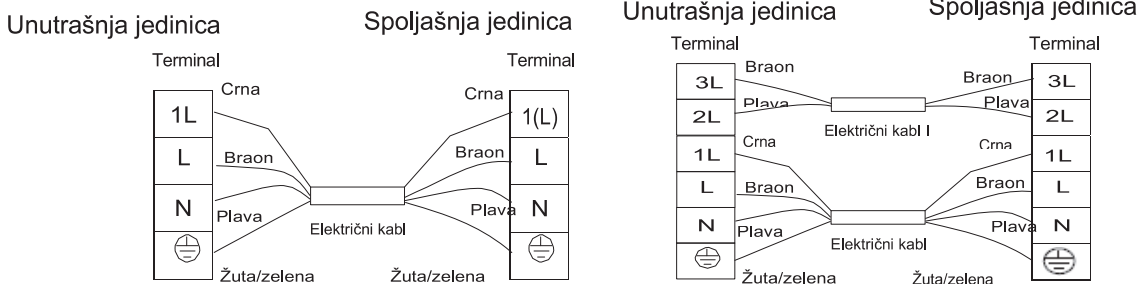 Unutrašnja jedinica
Spoljašnja jedinica
Terminal
Terminal
Crna
Crna
1L
1(L)
L
Braon
Braon
L
N
Plava
Plava
N
Električni kabl
Žuta/zelena
Žuta/zelena
Unutrašnja jedinica
Spoljašnja jedinica
Terminal
Terminal
3L
Braon
Braon
3L
2L
Plava
Plava
2L
Električni kabl I
1L
Crna
Crna
1L
L
Braon
Braon
L
N
Plava
Plava
N
Električni kabl
Žuta/zelena
Žuta/zelena